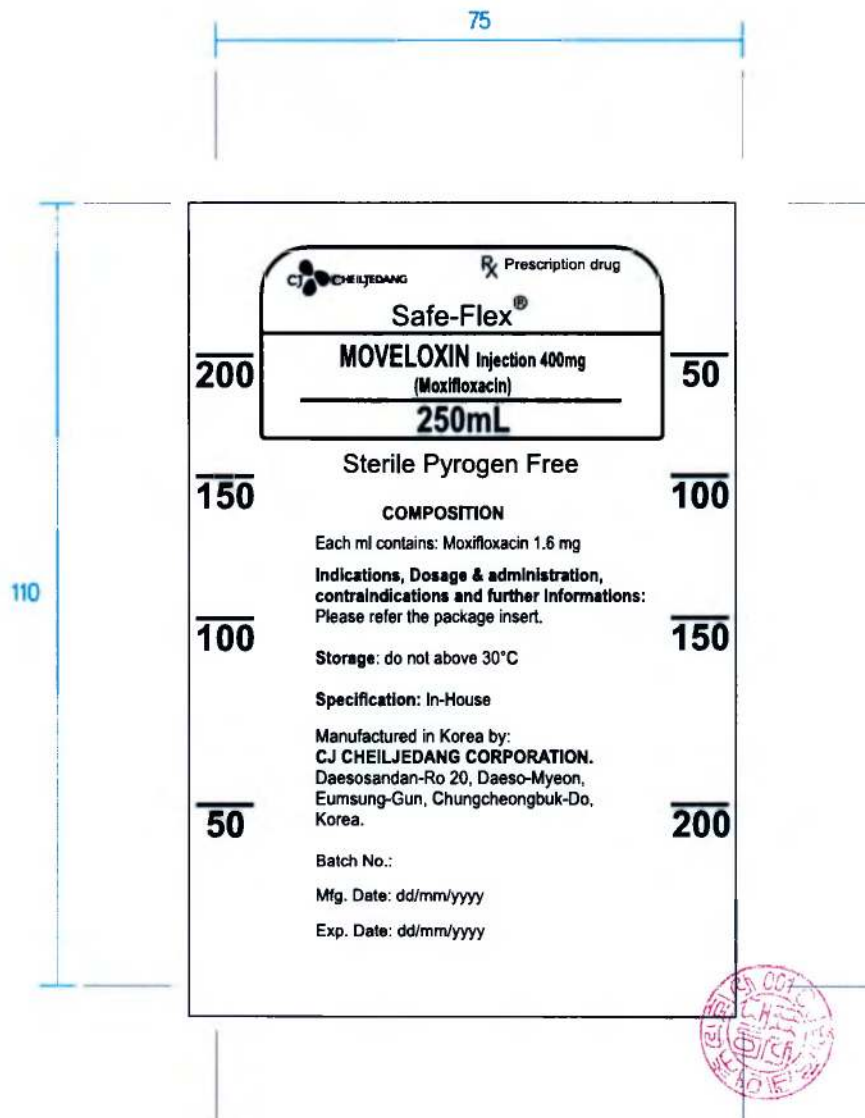 75
110
CJ CHEILJEDANG
Rx Prescription drug
Safe-Flex®
MOVELOXIN Injection 400mg
(Moxifloxacin)
250mL
200
50
150
100
100
150
50
200
Sterile Pyrogen Free
COMPOSITION
Each ml contains: Moxifloxacin 1.6 mg
Indications, Dosage & administration,
contraindications and further Informations:
Please refer the package insert.
Storage: do not above 30°C
Specification: In-House
Manufactured in Korea by:
CJ CHEILJEDANG CORPORATION.
Daesosandan-Ro 20, Daeso-Myeon,
Eumsung-Gun, Chungcheongbuk-Do,
Korea.
Batch No.:
Mfg. Date: dd/mm/yyyy
Exp. Date: dd/mm/yyyy